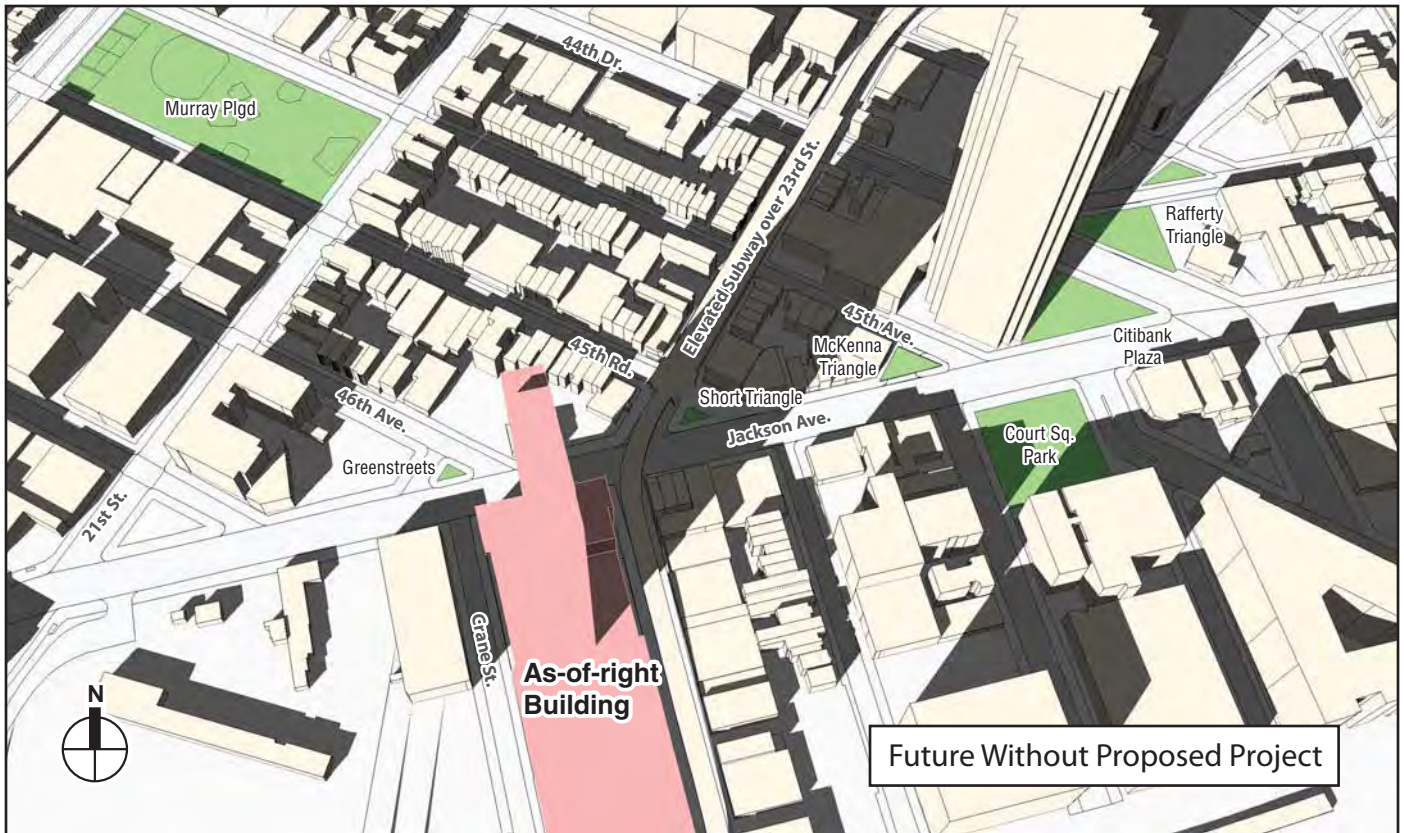 44th Dr.
Murray Plgd
Elevated Subway over 23rd St.
Rafferty
Triangle
45th Ave.
Citibank
Plaza
McKenna
Triangle
45th Rd.
Short Triangle
Jackson Ave.
46th Ave.
Court Sq.
Park
Greenstreets
21st St.
Crane St.
As-of-right
Building
N
Future Without Proposed Project